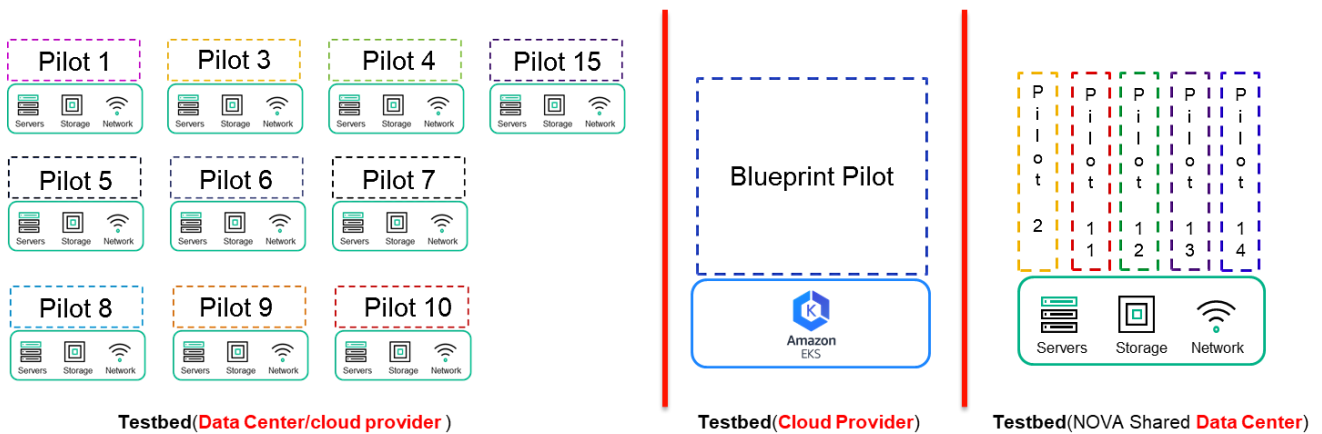 Pilot 1
Servers Storage Network
Pilot 3
Servers Storage Network
Pilot 4
Servers Storage Network
Pilot 15
Servers Storage Network
Pilot 5
Servers Storage Network
Pilot 6
Servers Storage Network
Pilot 7
Servers Storage Network
Pilot 8
Servers Storage Network
Pilot 9
Servers Storage Network
Pilot 10
Servers Storage Network
Testbed(Data Center/cloud provider )
Blueprint Pilot
K
Amazon
EKS
Testbed(Cloud Provider)
Pilot 2
Pilot 11
Pilot 12
Pilot 13
Pilot 14
Servers Storage Network
Testbed(NOVA Shared Data Center)